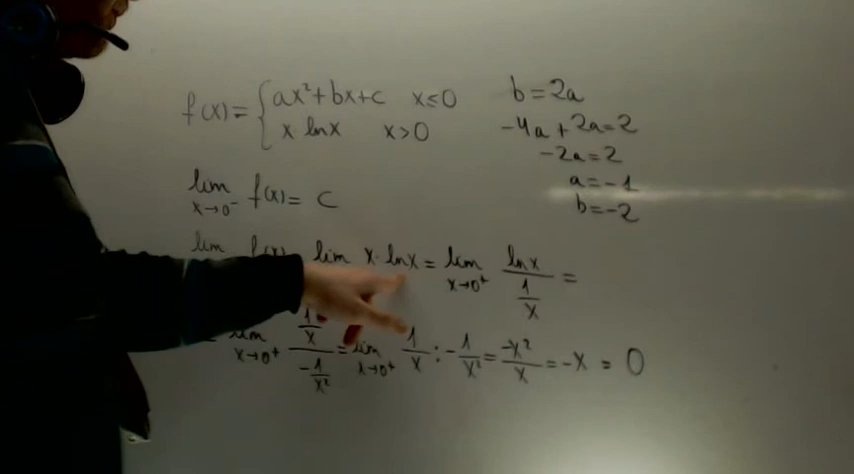 f(x) = { ax² + bx + c   x ≤ 0
x · lnx   x > 0
lim x→0⁻ f(x) = c
lim f(x) = lim x · lnx = lim x→0⁺ lnx / (1/x) =
= lim x→0⁺ (1/x) / (-1/x²) = lim x→0⁺ 1/x : -1/x² = -x²/x = -x = 0
b = 2a
-4a + 2a = 2
-2a = 2
a = -1
b = -2